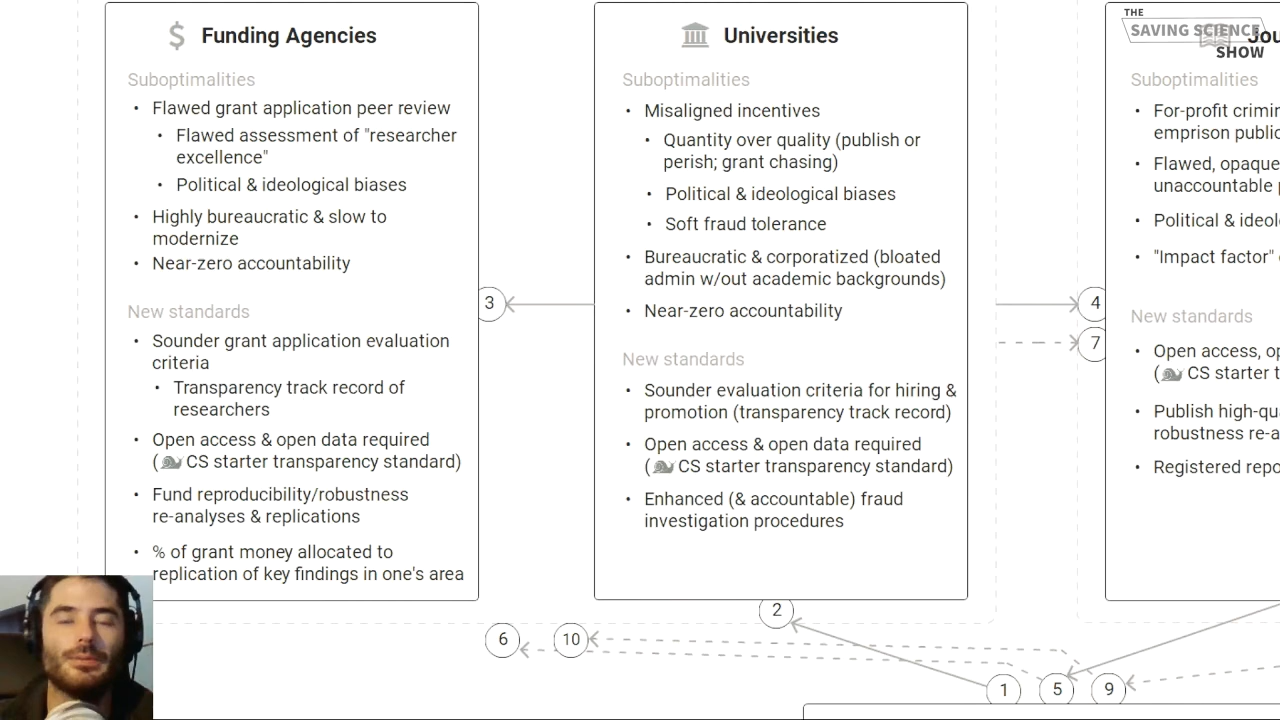 Funding Agencies
Suboptimalities
• Flawed grant application peer review
• Flawed assessment of "researcher
excellence"
• Political & ideological biases
• Highly bureaucratic & slow to
modernize
• Near-zero accountability
New standards
• Sounder grant application evaluation
criteria
• Transparency track record of
researchers
• Open access & open data required
( CS starter transparency standard)
• Fund reproducibility/robustness
re-analyses & replications
• % of grant money allocated to
replication of key findings in one's area
3
Universities
Suboptimalities
• Misaligned incentives
• Quantity over quality (publish or
perish; grant chasing)
• Political & ideological biases
• Soft fraud tolerance
• Bureaucratic & corporatized (bloated
admin w/out academic backgrounds)
• Near-zero accountability
New standards
• Sounder evaluation criteria for hiring &
promotion (transparency track record)
• Open access & open data required
( CS starter transparency standard)
• Enhanced (& accountable) fraud
investigation procedures
4
7
THE
SAVING SCIENCE
SHOW
Jou
Suboptimalities
• For-profit crimin
emprison public
• Flawed, opaque
unaccountable p
• Political & ideol
• "Impact factor"
New standards
• Open access, op
( CS starter t
• Publish high-qua
robustness re-a
• Registered repo
2
6
10
1
5
9